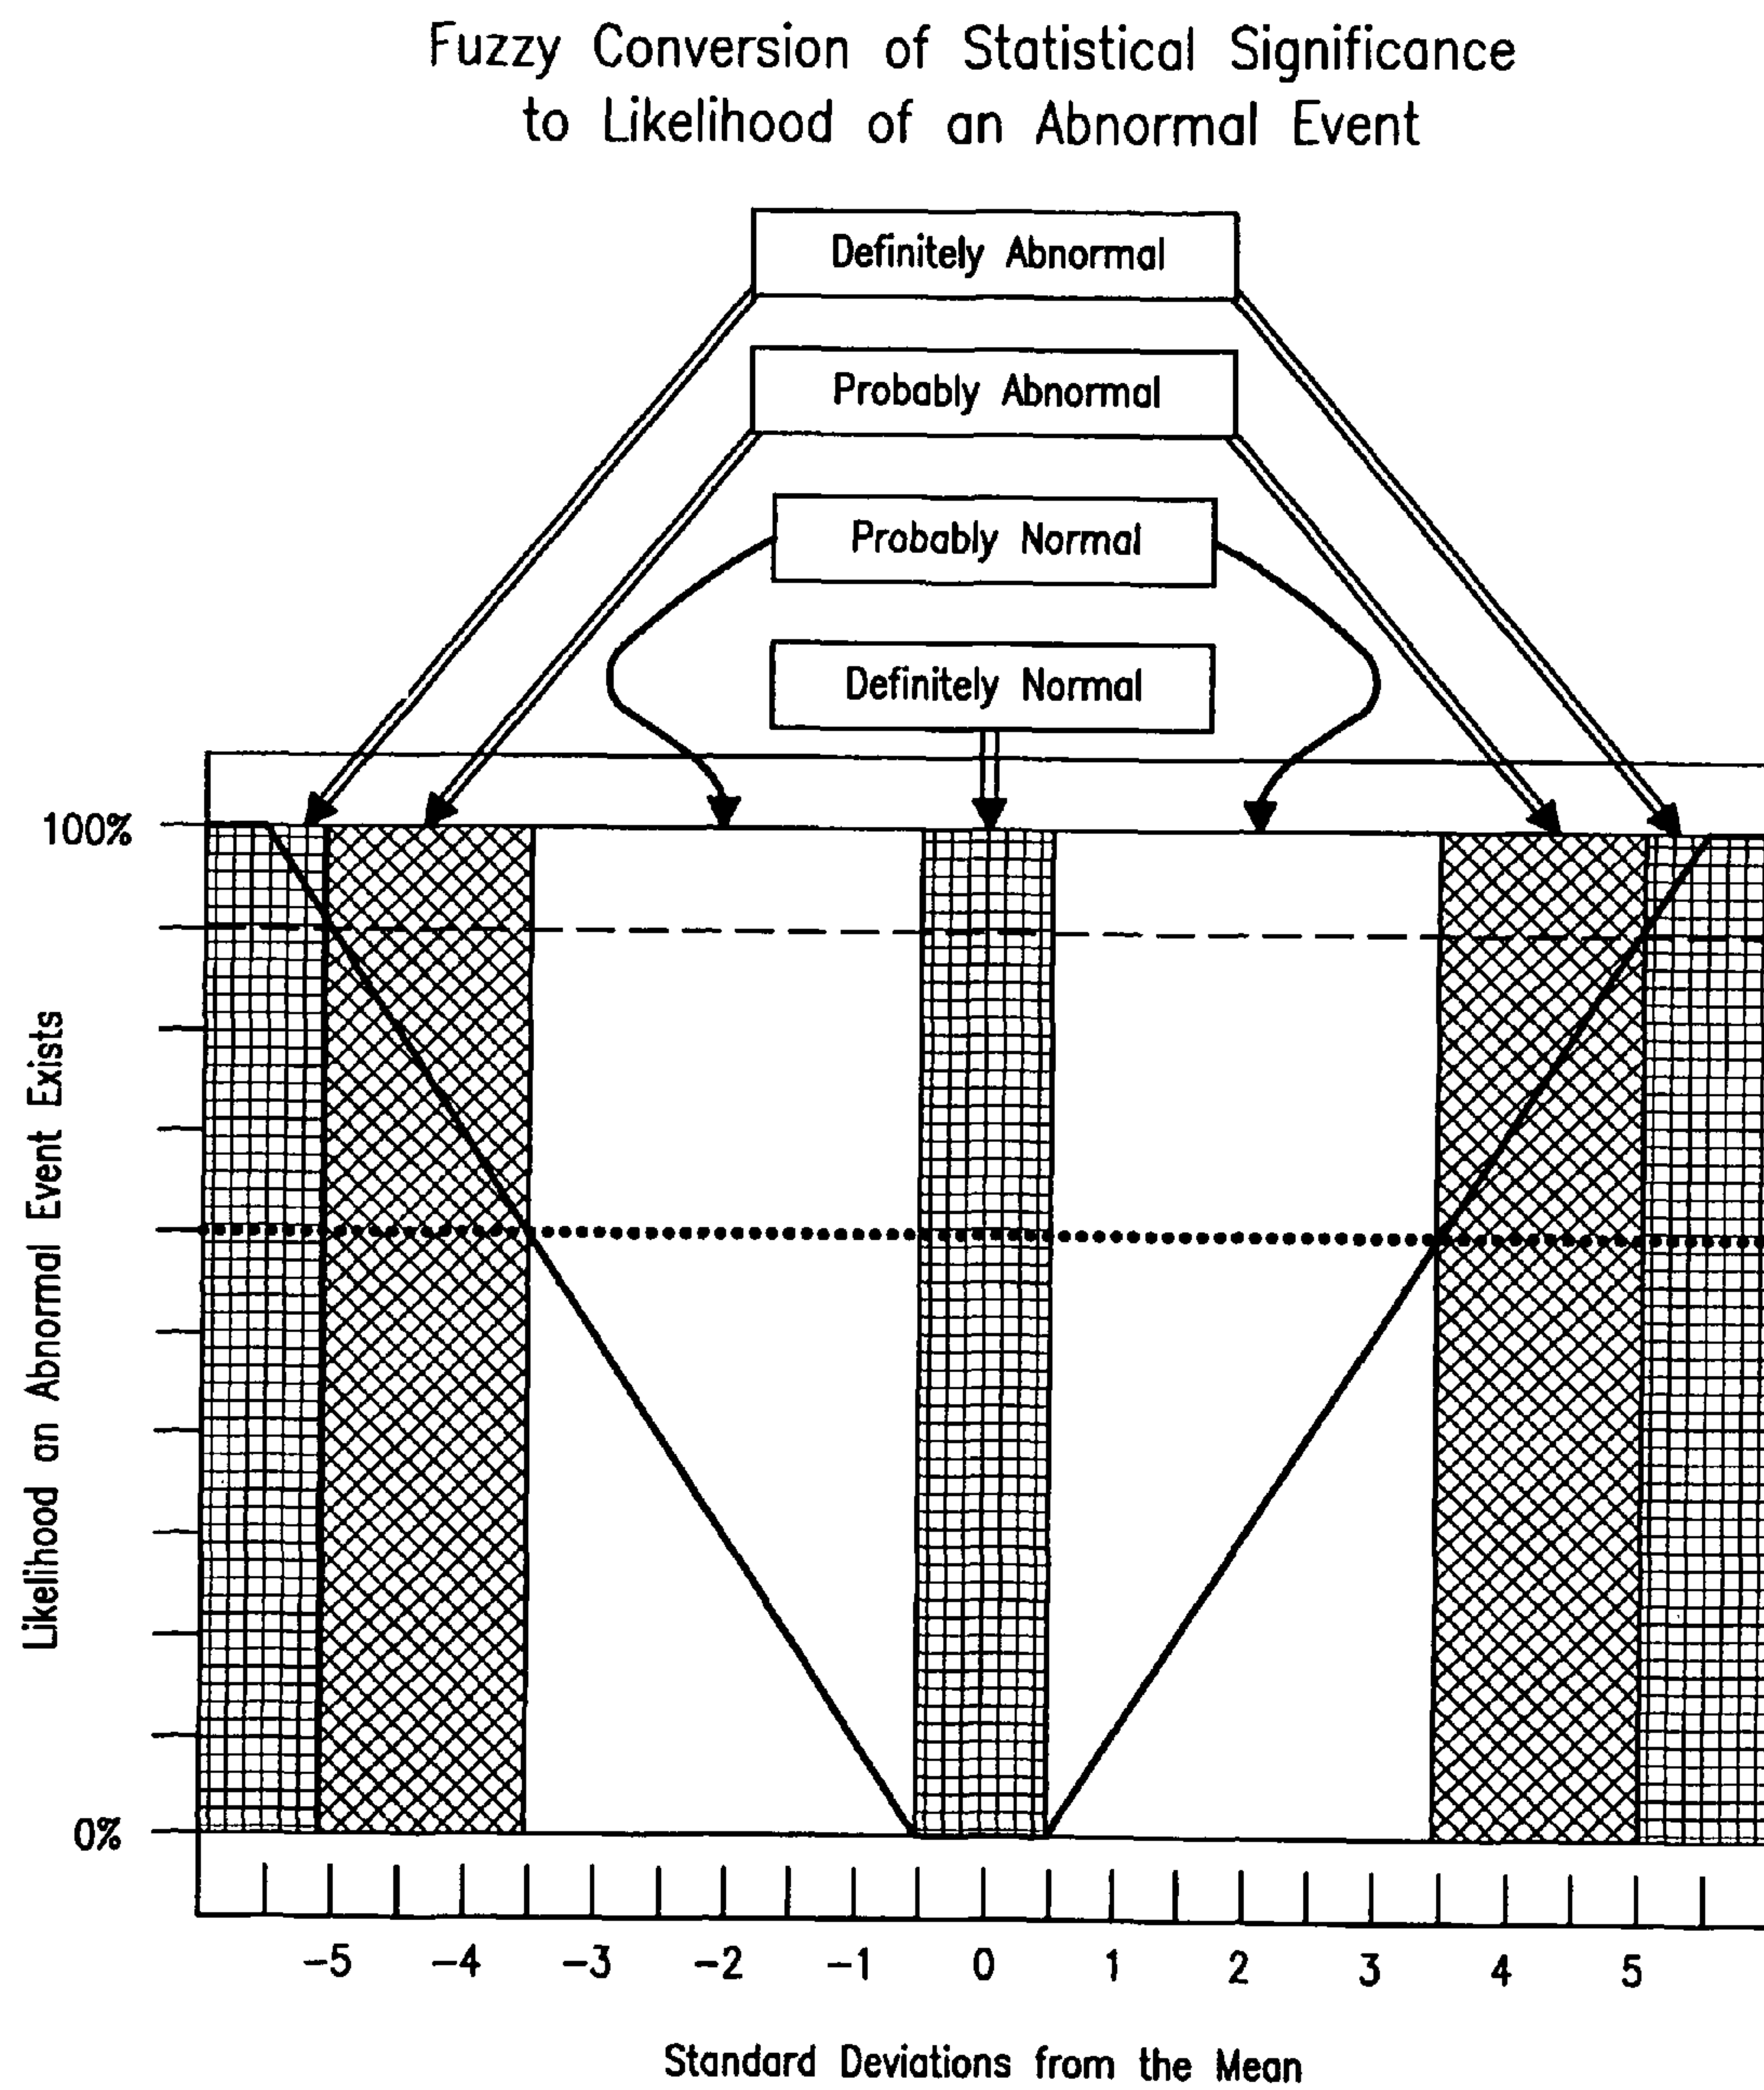 Fuzzy Conversion of Statistical Significance
to Likelihood of an Abnormal Event
Definitely Abnormal
Probably Abnormal
Probably Normal
Definitely Normal
100%
Likelihood an Abnormal Event Exists
0%
-5 -4 -3 -2 -1 0 1 2 3 4 5
Standard Deviations from the Mean